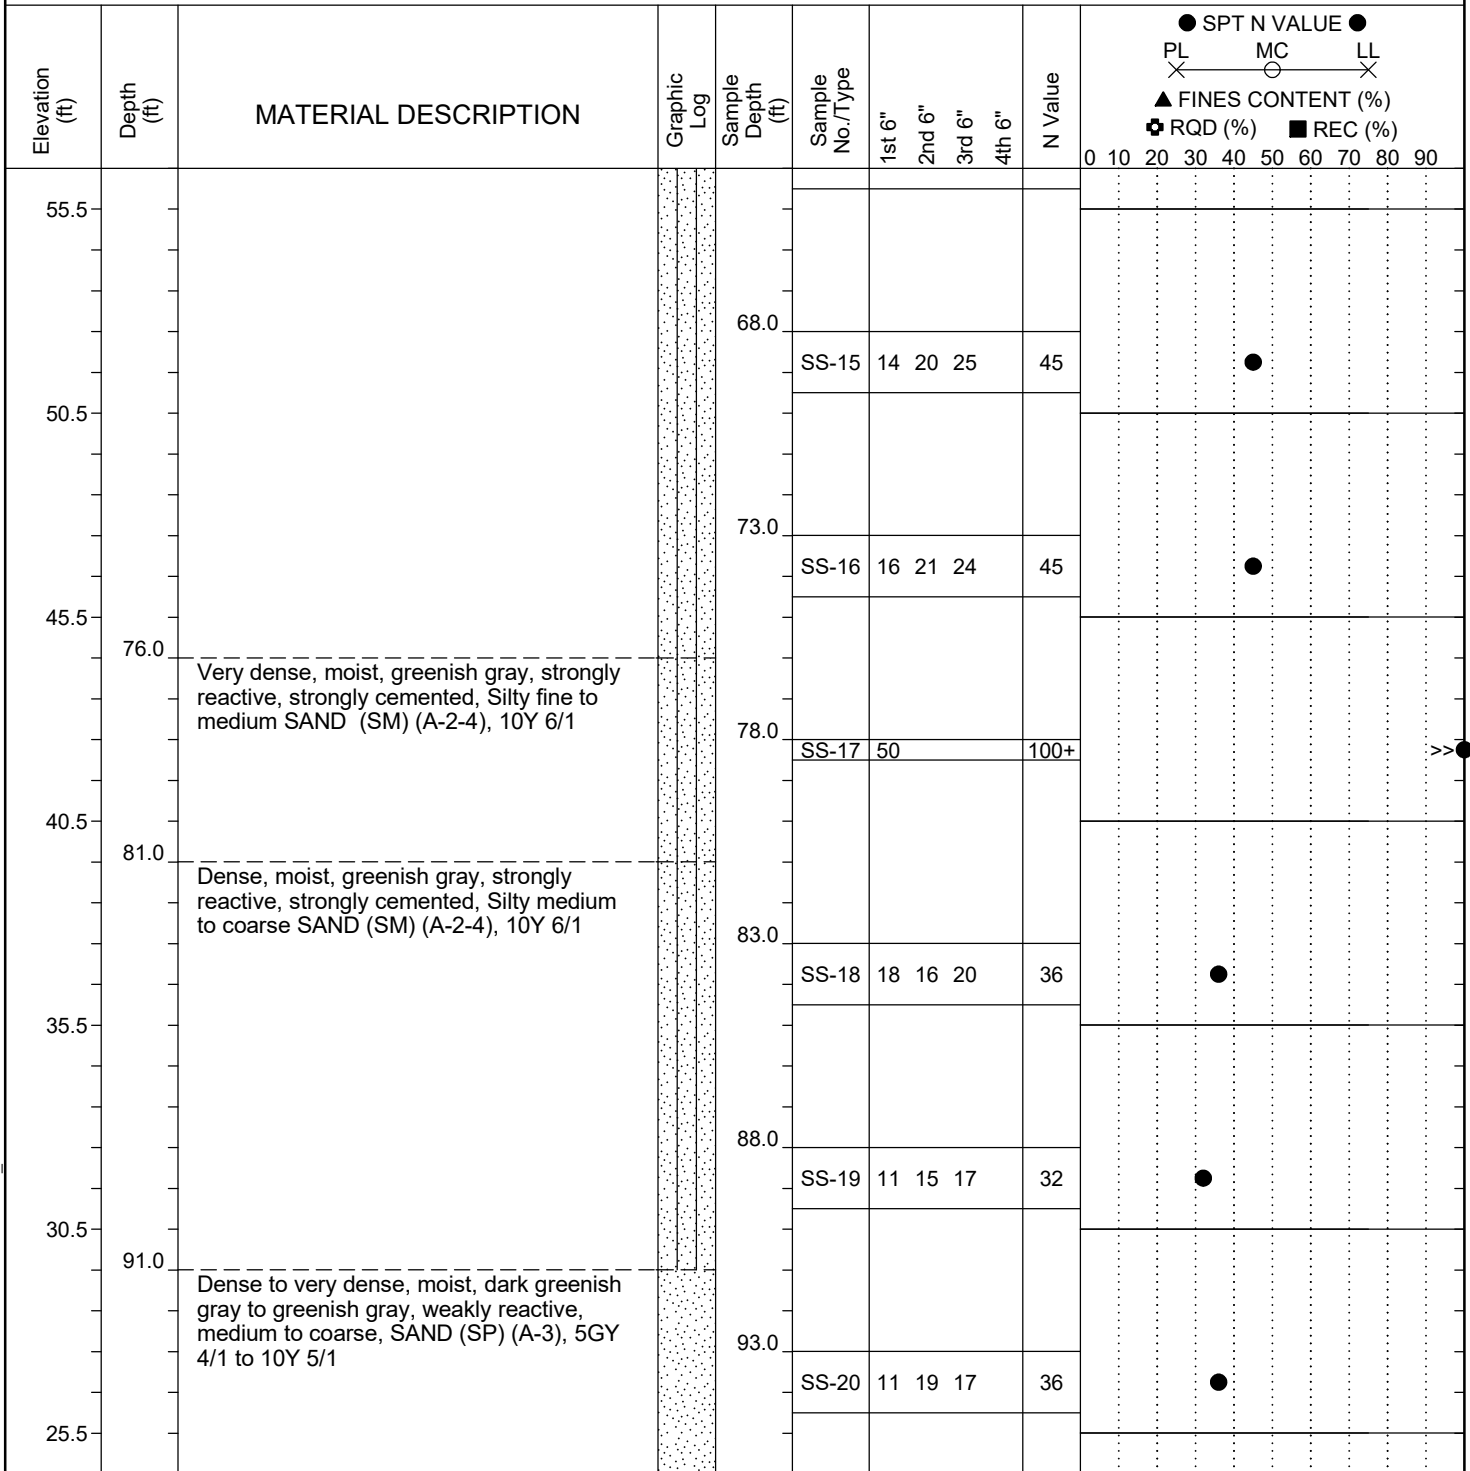 ● SPT N VALUE ●
PL MC LL
▲ FINES CONTENT (%)
RQD (%) ■ REC (%)
Elevation (ft)
Depth (ft)
MATERIAL DESCRIPTION
Graphic Log
Sample Depth (ft)
Sample No./Type
1st 6"
2nd 6"
3rd 6"
4th 6"
N Value
0 10 20 30 40 50 60 70 80 90
55.5
68.0
SS-15 14 20 25 45
50.5
73.0
SS-16 16 21 24 45
45.5
76.0
Very dense, moist, greenish gray, strongly
reactive, strongly cemented, Silty fine to
medium SAND (SM) (A-2-4), 10Y 6/1
78.0
SS-17 50 100+ >>
40.5
81.0
Dense, moist, greenish gray, strongly
reactive, strongly cemented, Silty medium
to coarse SAND (SM) (A-2-4), 10Y 6/1
83.0
SS-18 18 16 20 36
35.5
88.0
SS-19 11 15 17 32
30.5
91.0
Dense to very dense, moist, dark greenish
gray to greenish gray, weakly reactive,
medium to coarse, SAND (SP) (A-3), 5GY
4/1 to 10Y 5/1
93.0
SS-20 11 19 17 36
25.5